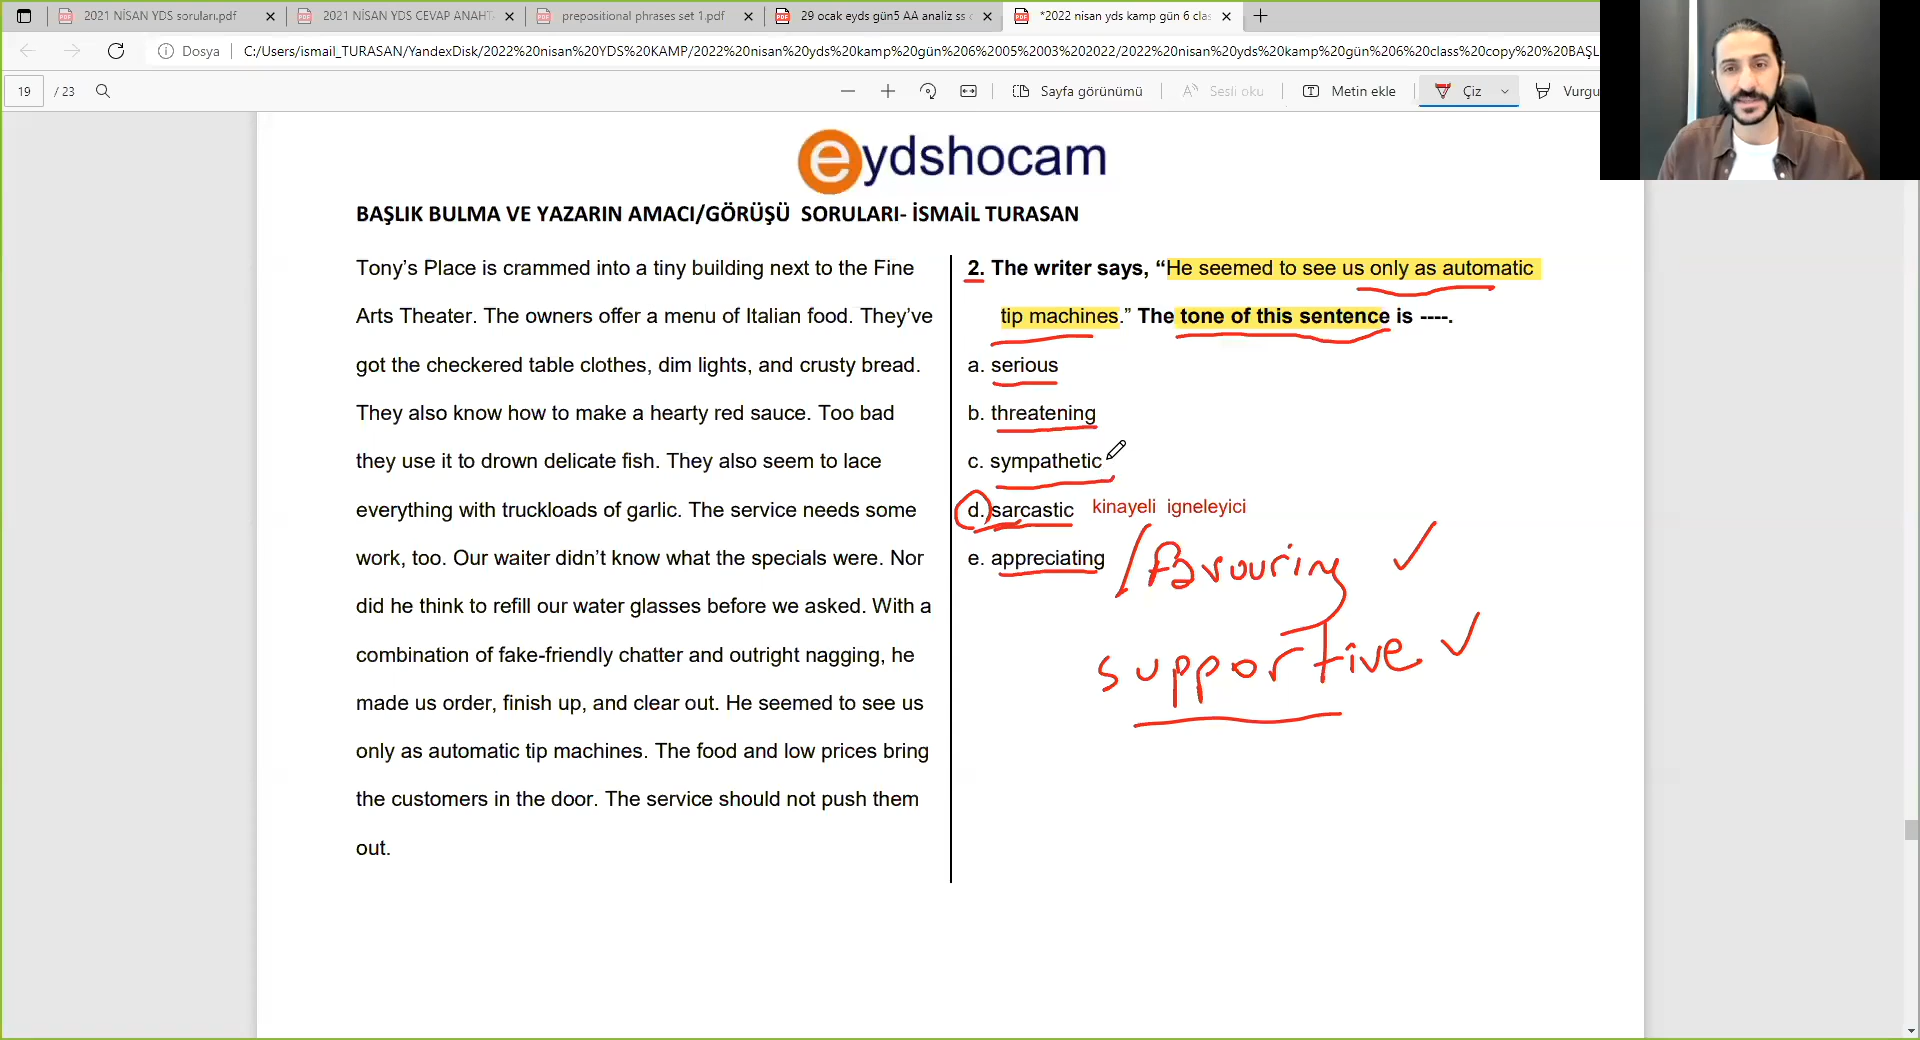 2021 NİSAN YDS soruları.pdf
2021 NİSAN YDS CEVAP ANAHT
prepositional phrases set 1.pdf
29 ocak eyds gün5 AA analiz ss
*2022 nisan yds kamp gün 6 clas
Dosya
C:/Users/ismail_TURASAN/YandexDisk/2022%20nisan%20YDS%20KAMP/2022%20nisan%20yds%20kamp%20gün%206%2005%2003%202022/2022%20nisan%20yds%20kamp%20gün%206%20class%20copy%20%20BAŞL
19 / 23
Sayfa görünümü
Sesli oku
Metin ekle
Çiz
Vurgu
eydshocam
BAŞLIK BULMA VE YAZARIN AMACI/GÖRÜŞÜ SORULARI- İSMAİL TURASAN
Tony’s Place is crammed into a tiny building next to the Fine
Arts Theater. The owners offer a menu of Italian food. They’ve
got the checkered table clothes, dim lights, and crusty bread.
They also know how to make a hearty red sauce. Too bad
they use it to drown delicate fish. They also seem to lace
everything with truckloads of garlic. The service needs some
work, too. Our waiter didn’t know what the specials were. Nor
did he think to refill our water glasses before we asked. With a
combination of fake-friendly chatter and outright nagging, he
made us order, finish up, and clear out. He seemed to see us
only as automatic tip machines. The food and low prices bring
the customers in the door. The service should not push them
out.
2. The writer says, “He seemed to see us only as automatic
tip machines.” The tone of this sentence is ----.
a. serious
b. threatening
c. sympathetic
d. sarcastic kinayeli igneleyici
e. appreciating / favouring
supportive